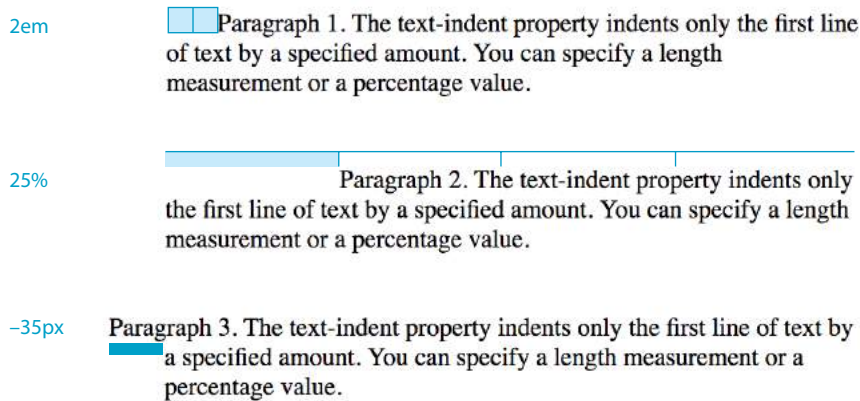 2em
Paragraph 1. The text-indent property indents only the first line
of text by a specified amount. You can specify a length
measurement or a percentage value.
25%
Paragraph 2. The text-indent property indents only
the first line of text by a specified amount. You can specify a length
measurement or a percentage value.
–35px
Paragraph 3. The text-indent property indents only the first line of text by
a specified amount. You can specify a length measurement or a
percentage value.